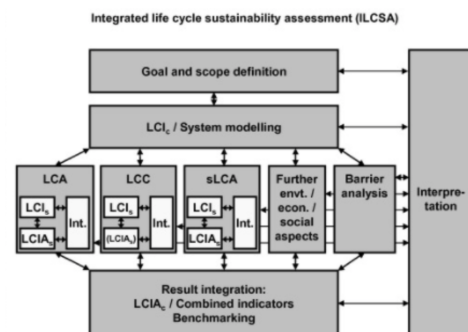 Integrated life cycle sustainability assessment (ILCSA)
Goal and scope definition
LCIc / System modelling
LCA
LCIs
LCIAs
Int.
LCC
LCIs
(LCIAs)
Int.
sLCA
LCIs
LCIAs
Int.
Further
envt. /
econ. /
social
aspects
Barrier
analysis
Interpre-
tation
Result integration:
LCIAc / Combined indicators
Benchmarking